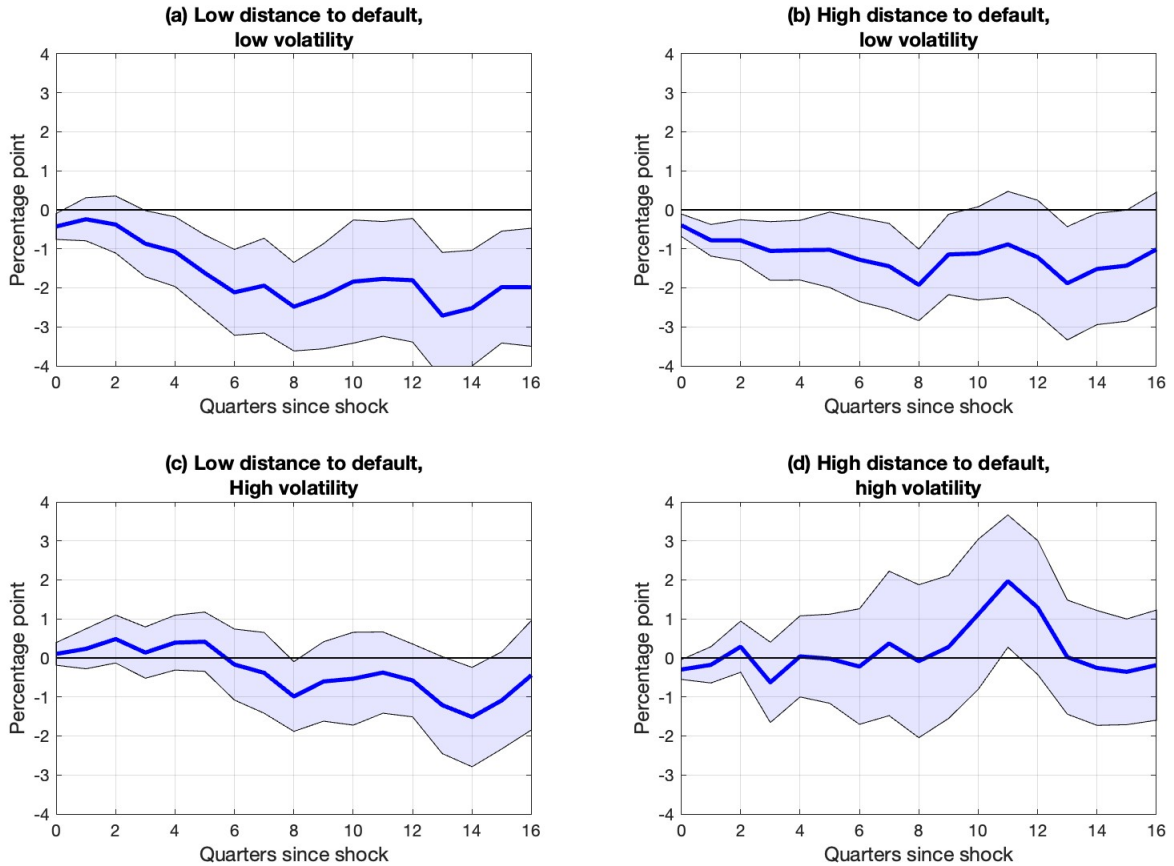 (a) Low distance to default,
low volatility
4
3
2
1
0
-1
-2
-3
-4
Percentage point
0 2 4 6 8 10 12 14 16
Quarters since shock
(b) High distance to default,
low volatility
4
3
2
1
0
-1
-2
-3
-4
Percentage point
0 2 4 6 8 10 12 14 16
Quarters since shock
(c) Low distance to default,
High volatility
4
3
2
1
0
-1
-2
-3
-4
Percentage point
0 2 4 6 8 10 12 14 16
Quarters since shock
(d) High distance to default,
high volatility
4
3
2
1
0
-1
-2
-3
-4
Percentage point
0 2 4 6 8 10 12 14 16
Quarters since shock